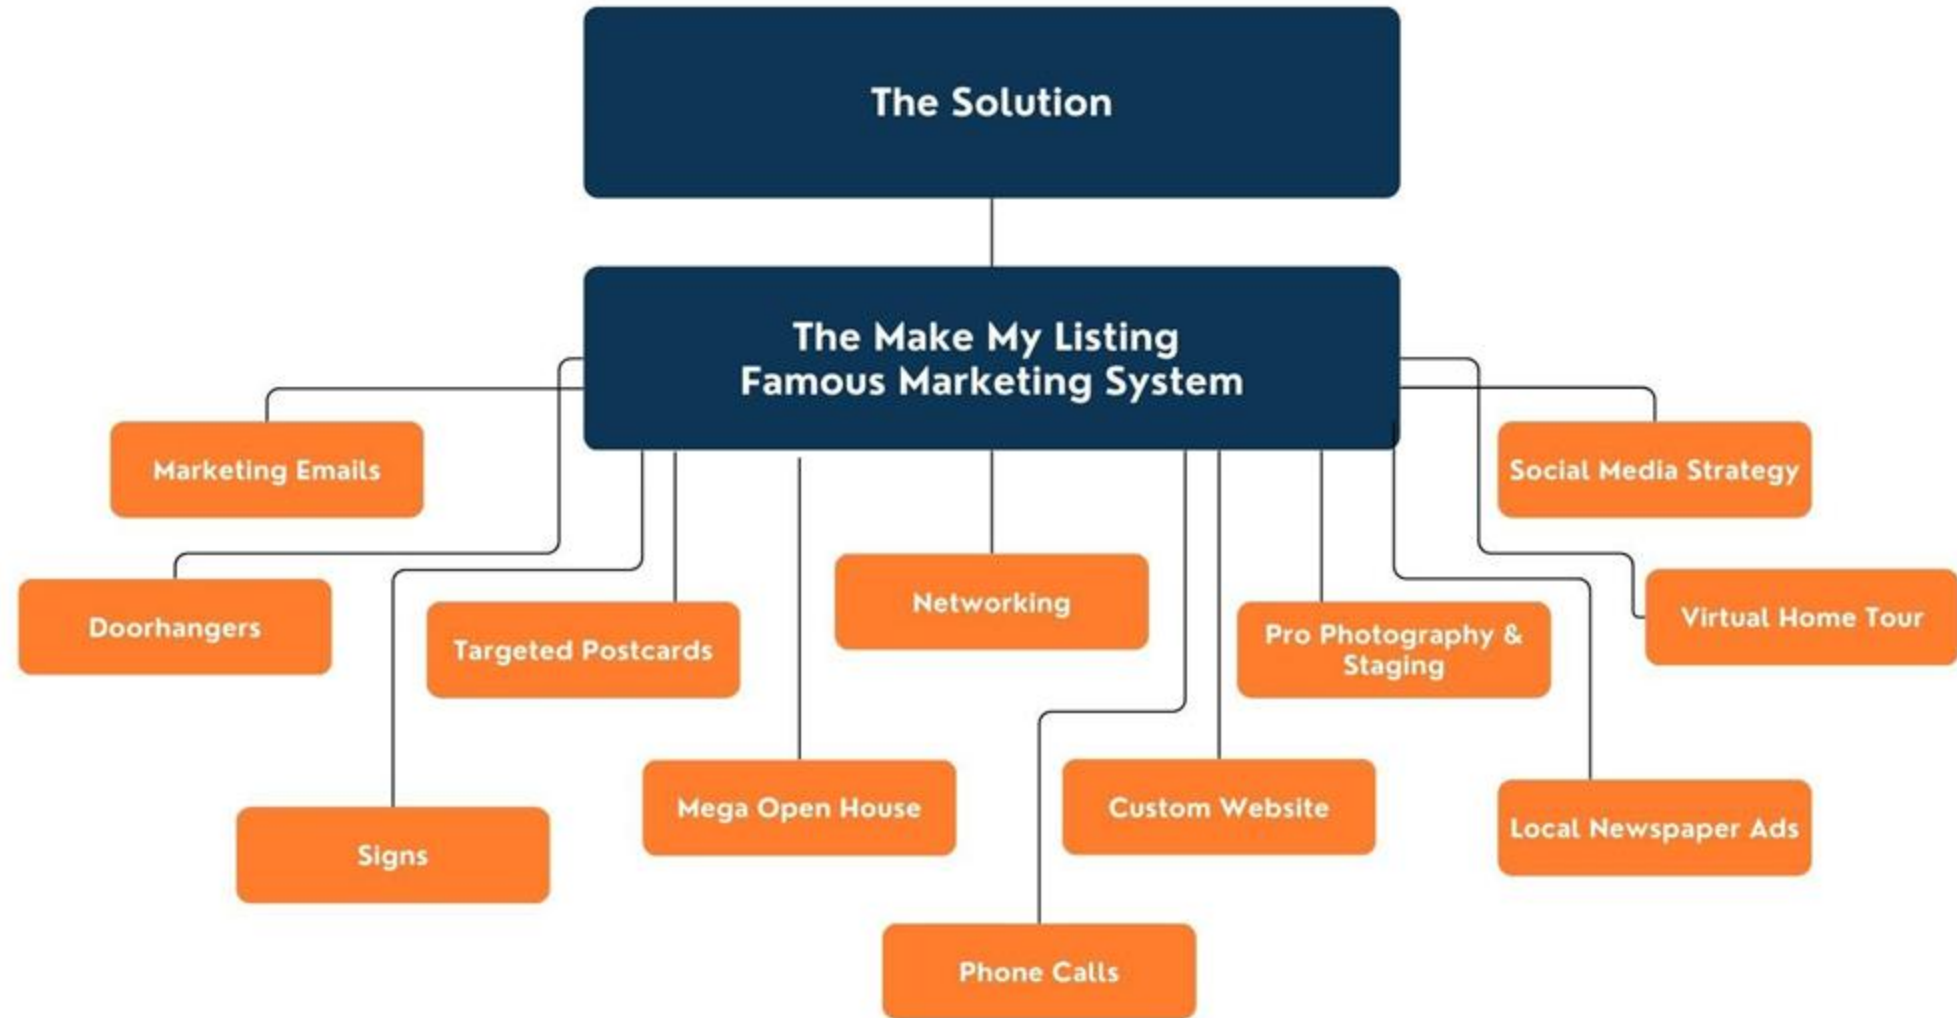 The Solution
The Make My Listing
Famous Marketing System
Marketing Emails
Social Media Strategy
Doorhangers
Targeted Postcards
Networking
Pro Photography &
Staging
Virtual Home Tour
Signs
Mega Open House
Custom Website
Local Newspaper Ads
Phone Calls